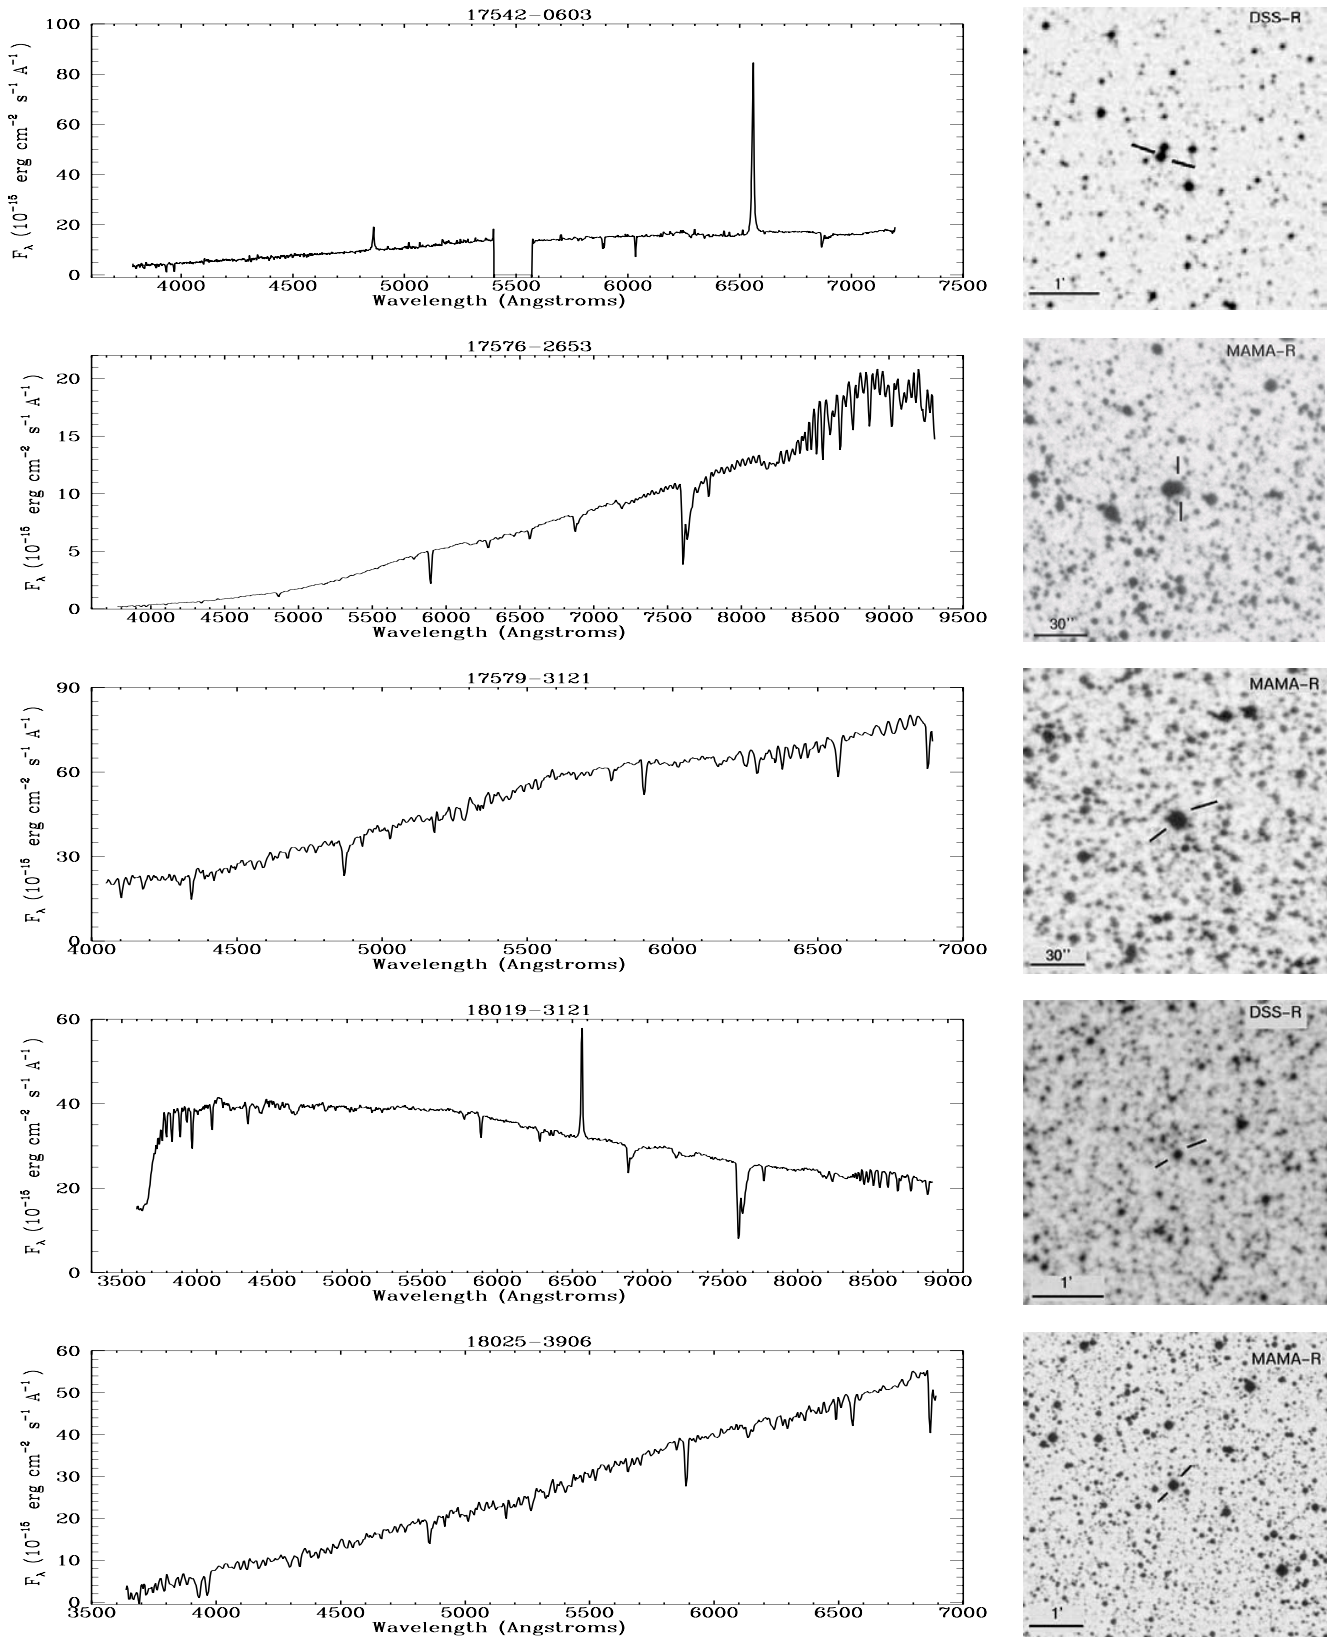 17542-0603
DSS-R
100
80
60
40
20
0
F_λ (10⁻¹⁵ erg cm⁻² s⁻¹ A⁻¹)
4000 4500 5000 5500 6000 6500 7000 7500
Wavelength (Angstroms)
1'
17576-2653
MAMA-R
20
15
10
5
0
F_λ (10⁻¹⁵ erg cm⁻² s⁻¹ A⁻¹)
4000 4500 5000 5500 6000 6500 7000 7500 8000 8500 9000 9500
Wavelength (Angstroms)
30''
17579-3121
MAMA-R
90
60
30
0
F_λ (10⁻¹⁵ erg cm⁻² s⁻¹ A⁻¹)
4000 4500 5000 5500 6000 6500 7000
Wavelength (Angstroms)
30''
18019-3121
DSS-R
60
40
20
0
F_λ (10⁻¹⁵ erg cm⁻² s⁻¹ A⁻¹)
3500 4000 4500 5000 5500 6000 6500 7000 7500 8000 8500 9000
Wavelength (Angstroms)
1'
18025-3906
MAMA-R
60
50
40
30
20
10
0
F_λ (10⁻¹⁵ erg cm⁻² s⁻¹ A⁻¹)
3500 4000 4500 5000 5500 6000 6500 7000
Wavelength (Angstroms)
1'